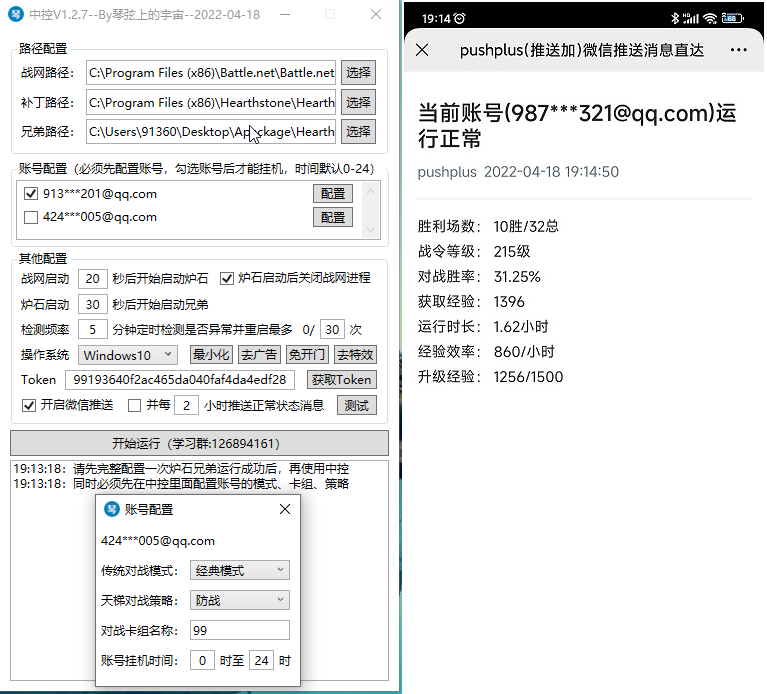 琴 中控V1.2.7--By琴弦上的宇宙--2022-04-18
路径配置
战网路径： C:\Program Files (x86)\Battle.net\Battle.net 选择
补丁路径： C:\Program Files (x86)\Hearthstone\Hearth 选择
兄弟路径： 选择
账号配置（必须先配置账号，勾选账号后才能挂机，时间默认0-24）
913***201@qq.com 配置
424***005@qq.com 配置
其他配置
战网启动 20 秒后开始启动炉石 炉石启动后关闭战网进程
炉石启动 30 秒后开始启动兄弟
检测频率 5 分钟定时检测是否异常并重启最多 0/ 30 次
操作系统 Windows10 最小化 去广告 免开门 去特效
Token 99193640f2ac465da040faf4da4edf28 获取Token
开启微信推送 并每 2 小时推送正常状态消息 测试
开始运行（学习群:126894161）
19:13:18：请先完整配置一次炉石兄弟运行成功后，再使用中控
19:13:18：同时必须先在中控里面配置账号的模式、卡组、策略
琴 账号配置
424***005@qq.com
传统对战模式： 经典模式
天梯对战策略： 防战
对战卡组名称： 99
账号挂机时间： 0 时至 24 时
19:14
pushplus(推送加)微信推送消息直达
当前账号(987***321@qq.com)运
行正常
pushplus 2022-04-18 19:14:50
胜利场数： 10胜/32总
战令等级： 215级
对战胜率： 31.25%
获取经验： 1396
运行时长： 1.62小时
经验效率： 860/小时
升级经验： 1256/1500